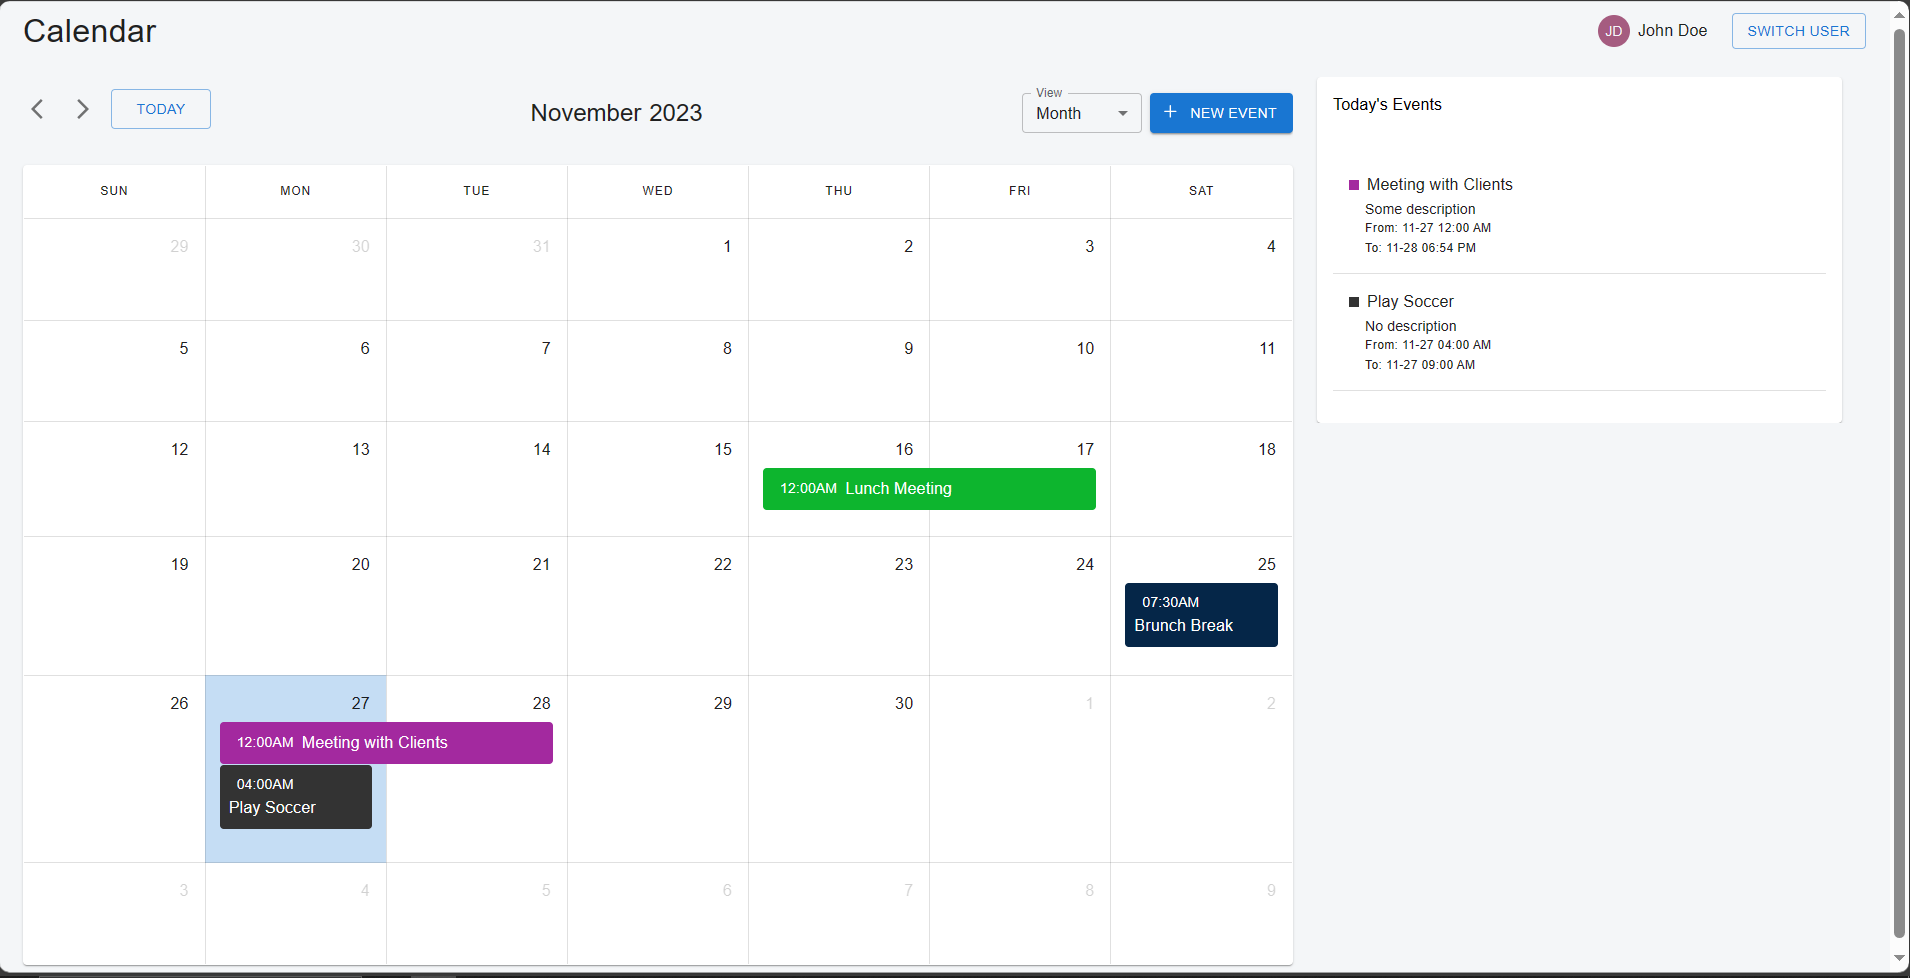 Calendar
JD John Doe SWITCH USER
TODAY
November 2023
View
Month
+ NEW EVENT
SUN MON TUE WED THU FRI SAT
29 30 31 1 2 3 4
5 6 7 8 9 10 11
12 13 14 15 16 17 18
12:00AM Lunch Meeting
19 20 21 22 23 24 25
07:30AM
Brunch Break
26 27 28 29 30 1 2
12:00AM Meeting with Clients
04:00AM
Play Soccer
3 4 5 6 7 8 9
Today's Events
Meeting with Clients
Some description
From: 11-27 12:00 AM
To: 11-28 06:54 PM
Play Soccer
No description
From: 11-27 04:00 AM
To: 11-27 09:00 AM